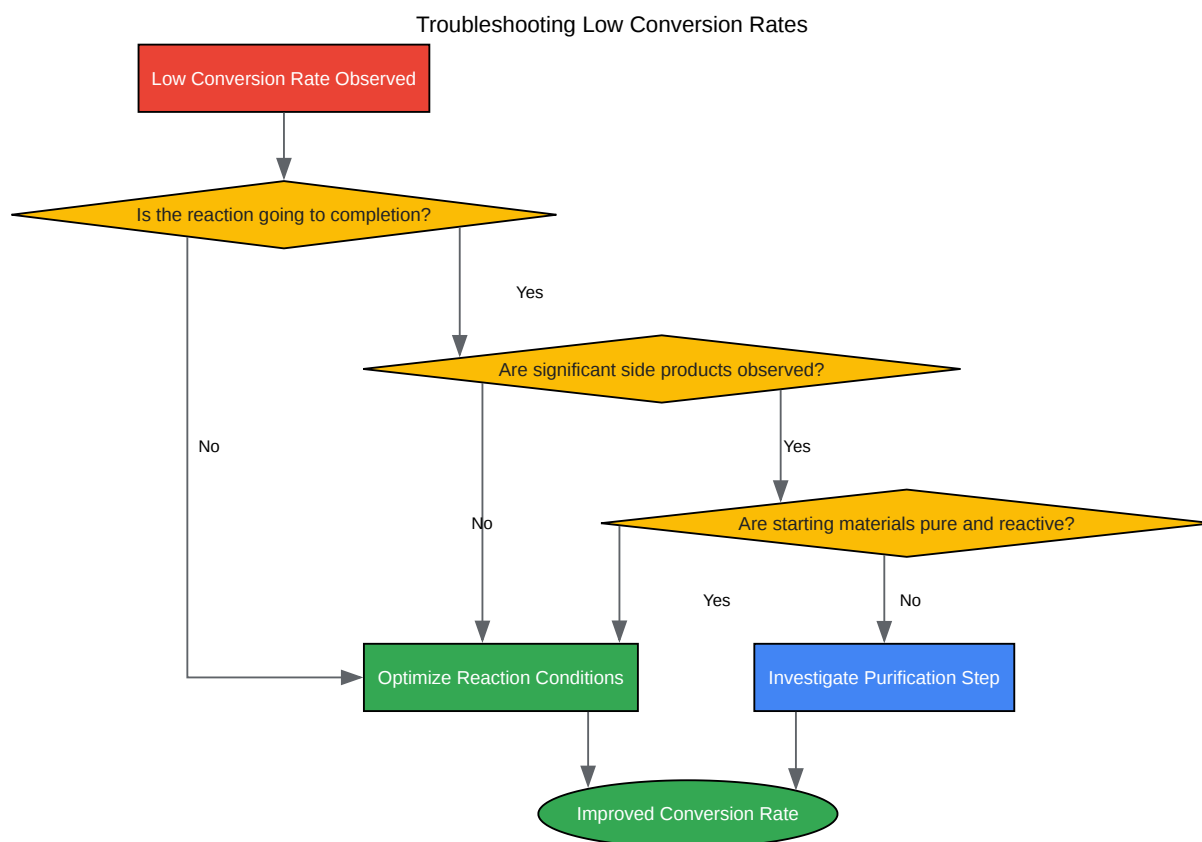 Troubleshooting Low Conversion Rates
Low Conversion Rate Observed
Is the reaction going to completion?
Yes
Are significant side products observed?
No
Yes
No
Are starting materials pure and reactive?
Yes
No
Optimize Reaction Conditions
Investigate Purification Step
Improved Conversion Rate